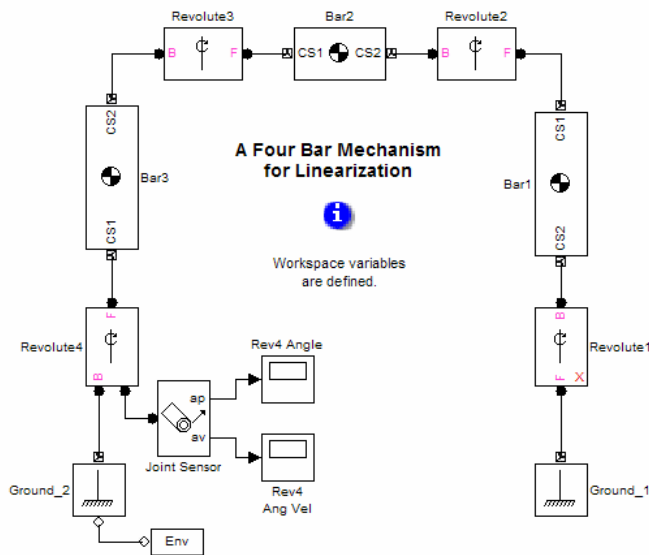 Revolute3
Bar2
Revolute2
B
F
CS1
CS2
B
F
CS2
CS1
Bar3
A Four Bar Mechanism
for Linearization
i
Workspace variables
are defined.
CS1
CS2
Bar1
F
B
Revolute4
Rev4 Angle
B
F
X
Revolute1
ap
av
Joint Sensor
Rev4
Ang Vel
Ground_2
Ground_1
Env